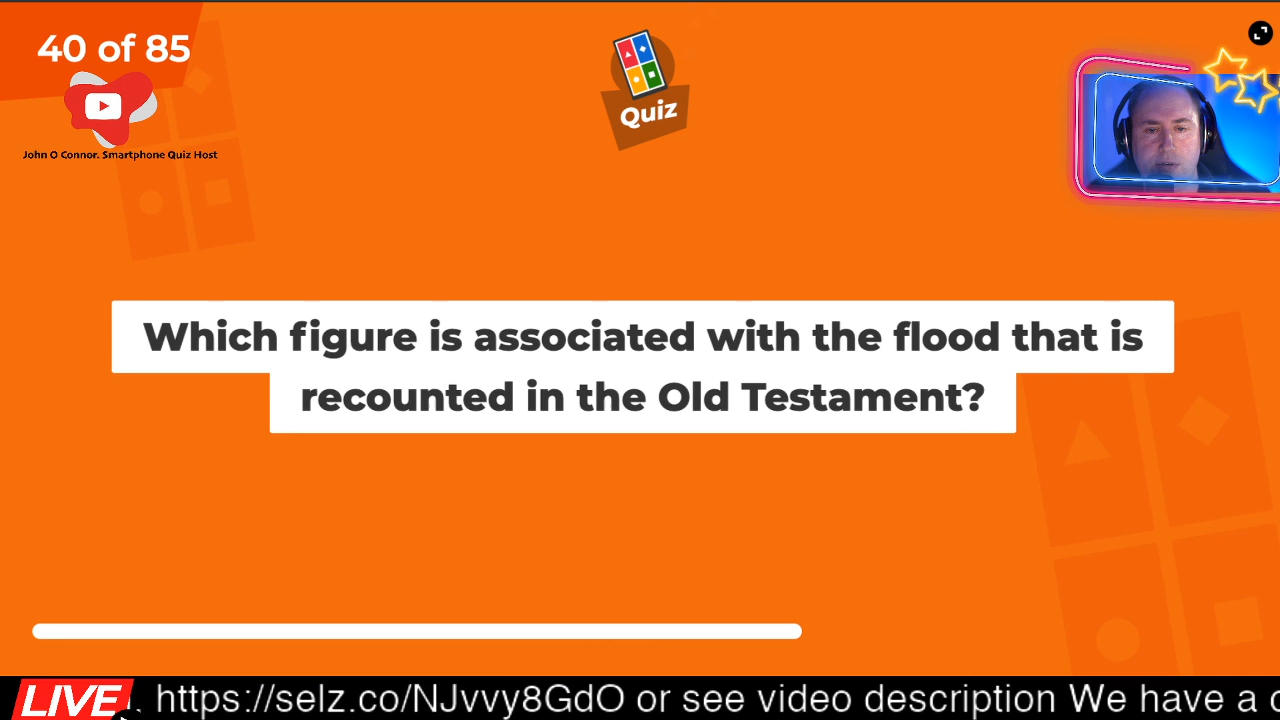 40 of 85
John O Connor. Smartphone Quiz Host
Quiz
Which figure is associated with the flood that is
recounted in the Old Testament?
LIVE
https://selz.co/NJvvy8GdO or see video description We have a